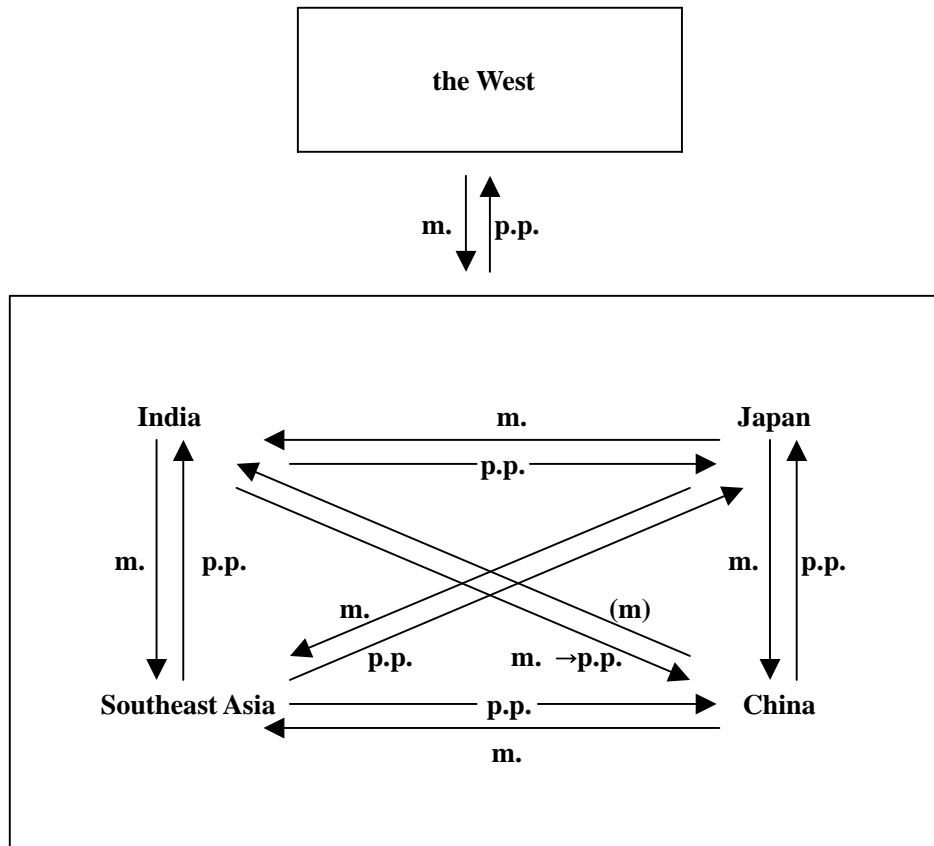 the West
m. p.p.
India m. Japan
p.p.
m. p.p. m. p.p.
m. (m)
p.p. m. →p.p.
Southeast Asia p.p. China
m.